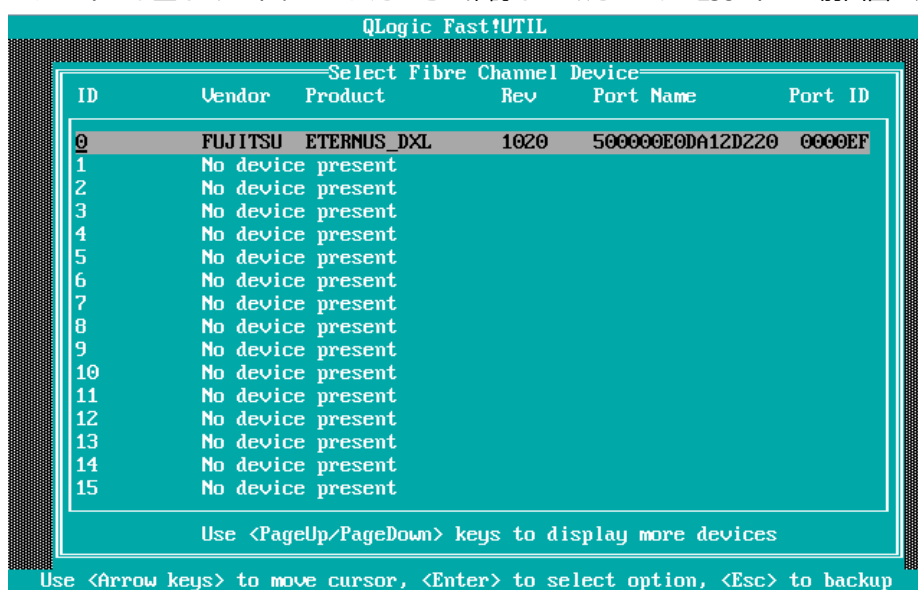 QLogic Fast!UTIL
Select Fibre Channel Device
ID Vendor Product Rev Port Name Port ID
0 FUJITSU ETERNUS_DXL 1020 500000E0DA12D220 0000EF
1 No device present
2 No device present
3 No device present
4 No device present
5 No device present
6 No device present
7 No device present
8 No device present
9 No device present
10 No device present
11 No device present
12 No device present
13 No device present
14 No device present
15 No device present
Use <PageUp/PageDown> keys to display more devices
Use <Arrow keys> to move cursor, <Enter> to select option, <Esc> to backup